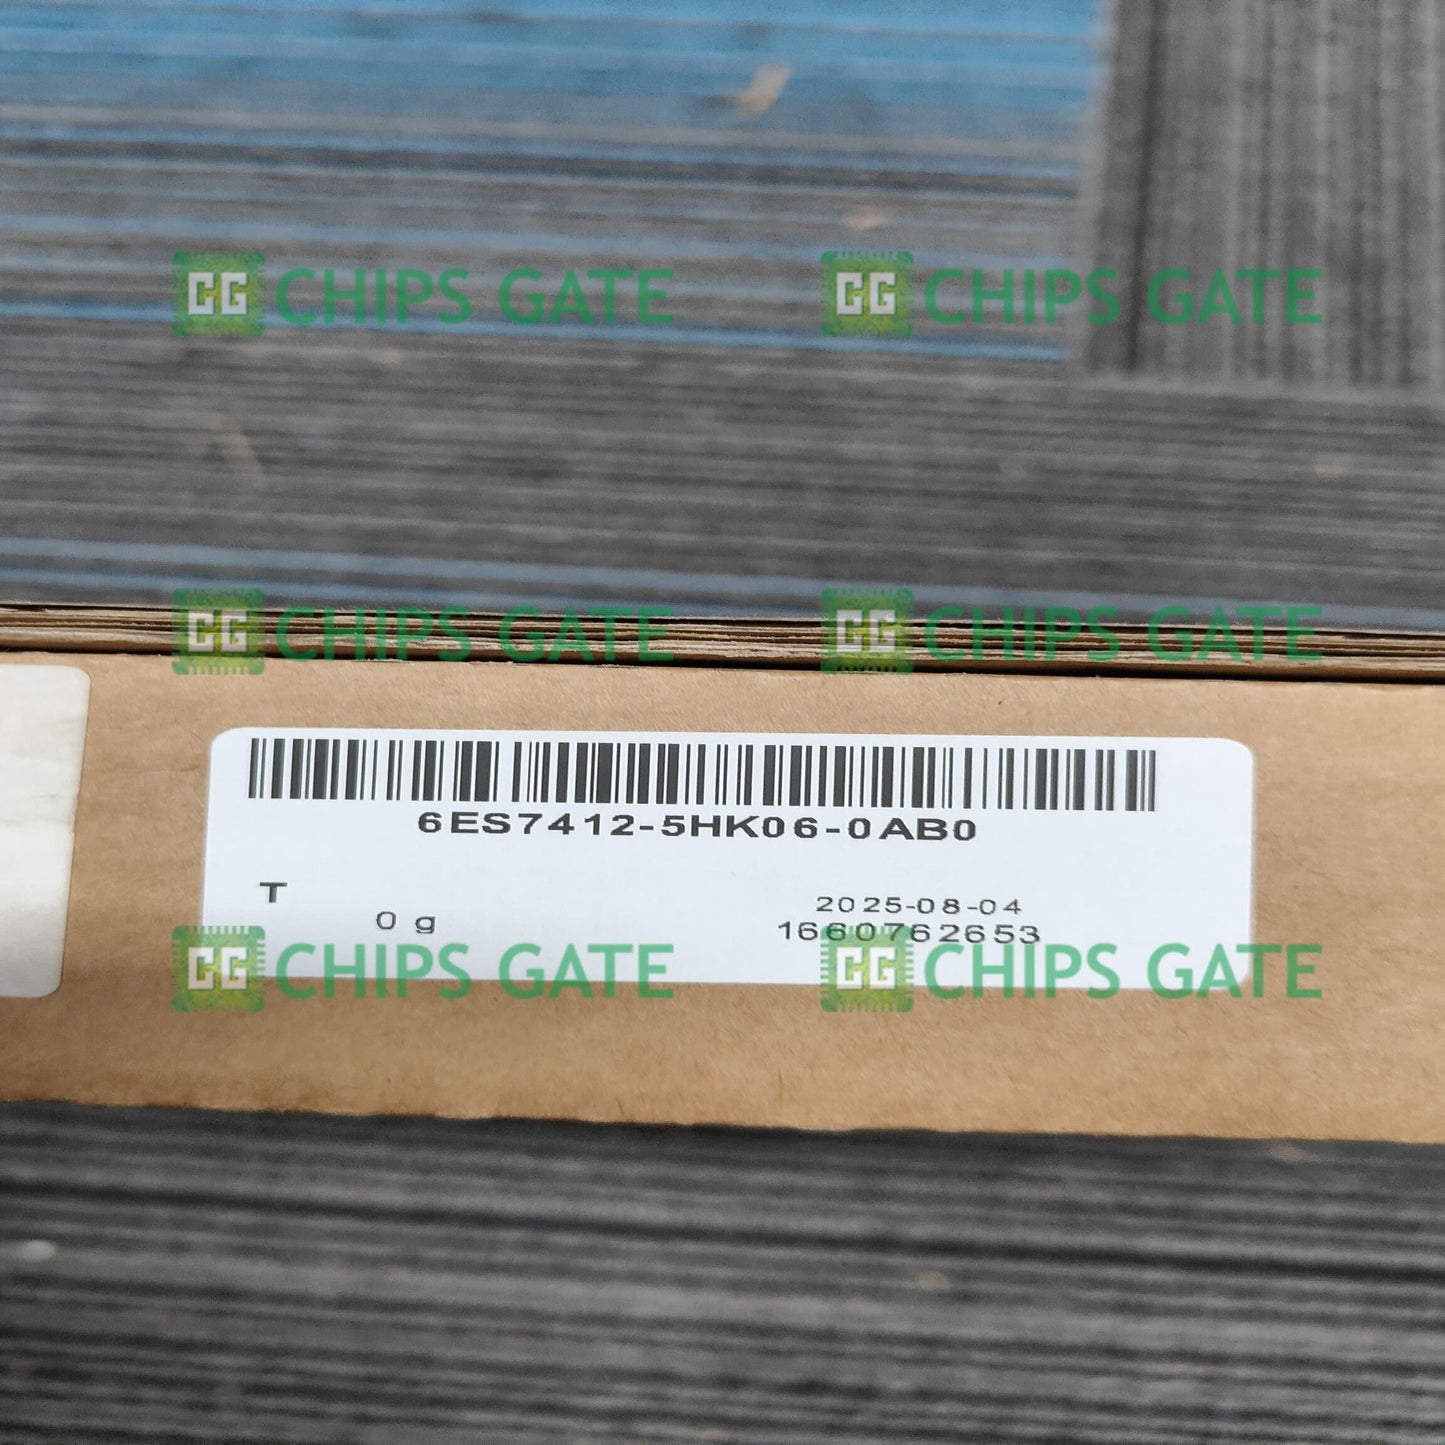 CG CHIPS GATE CG CHIPS GATE
CG CHIPS GATE CG CHIPS GATE
6ES7412-5HK06-0AB0
T
2025-08-04
0 g
1660762653
CG CHIPS GATE CG CHIPS GATE